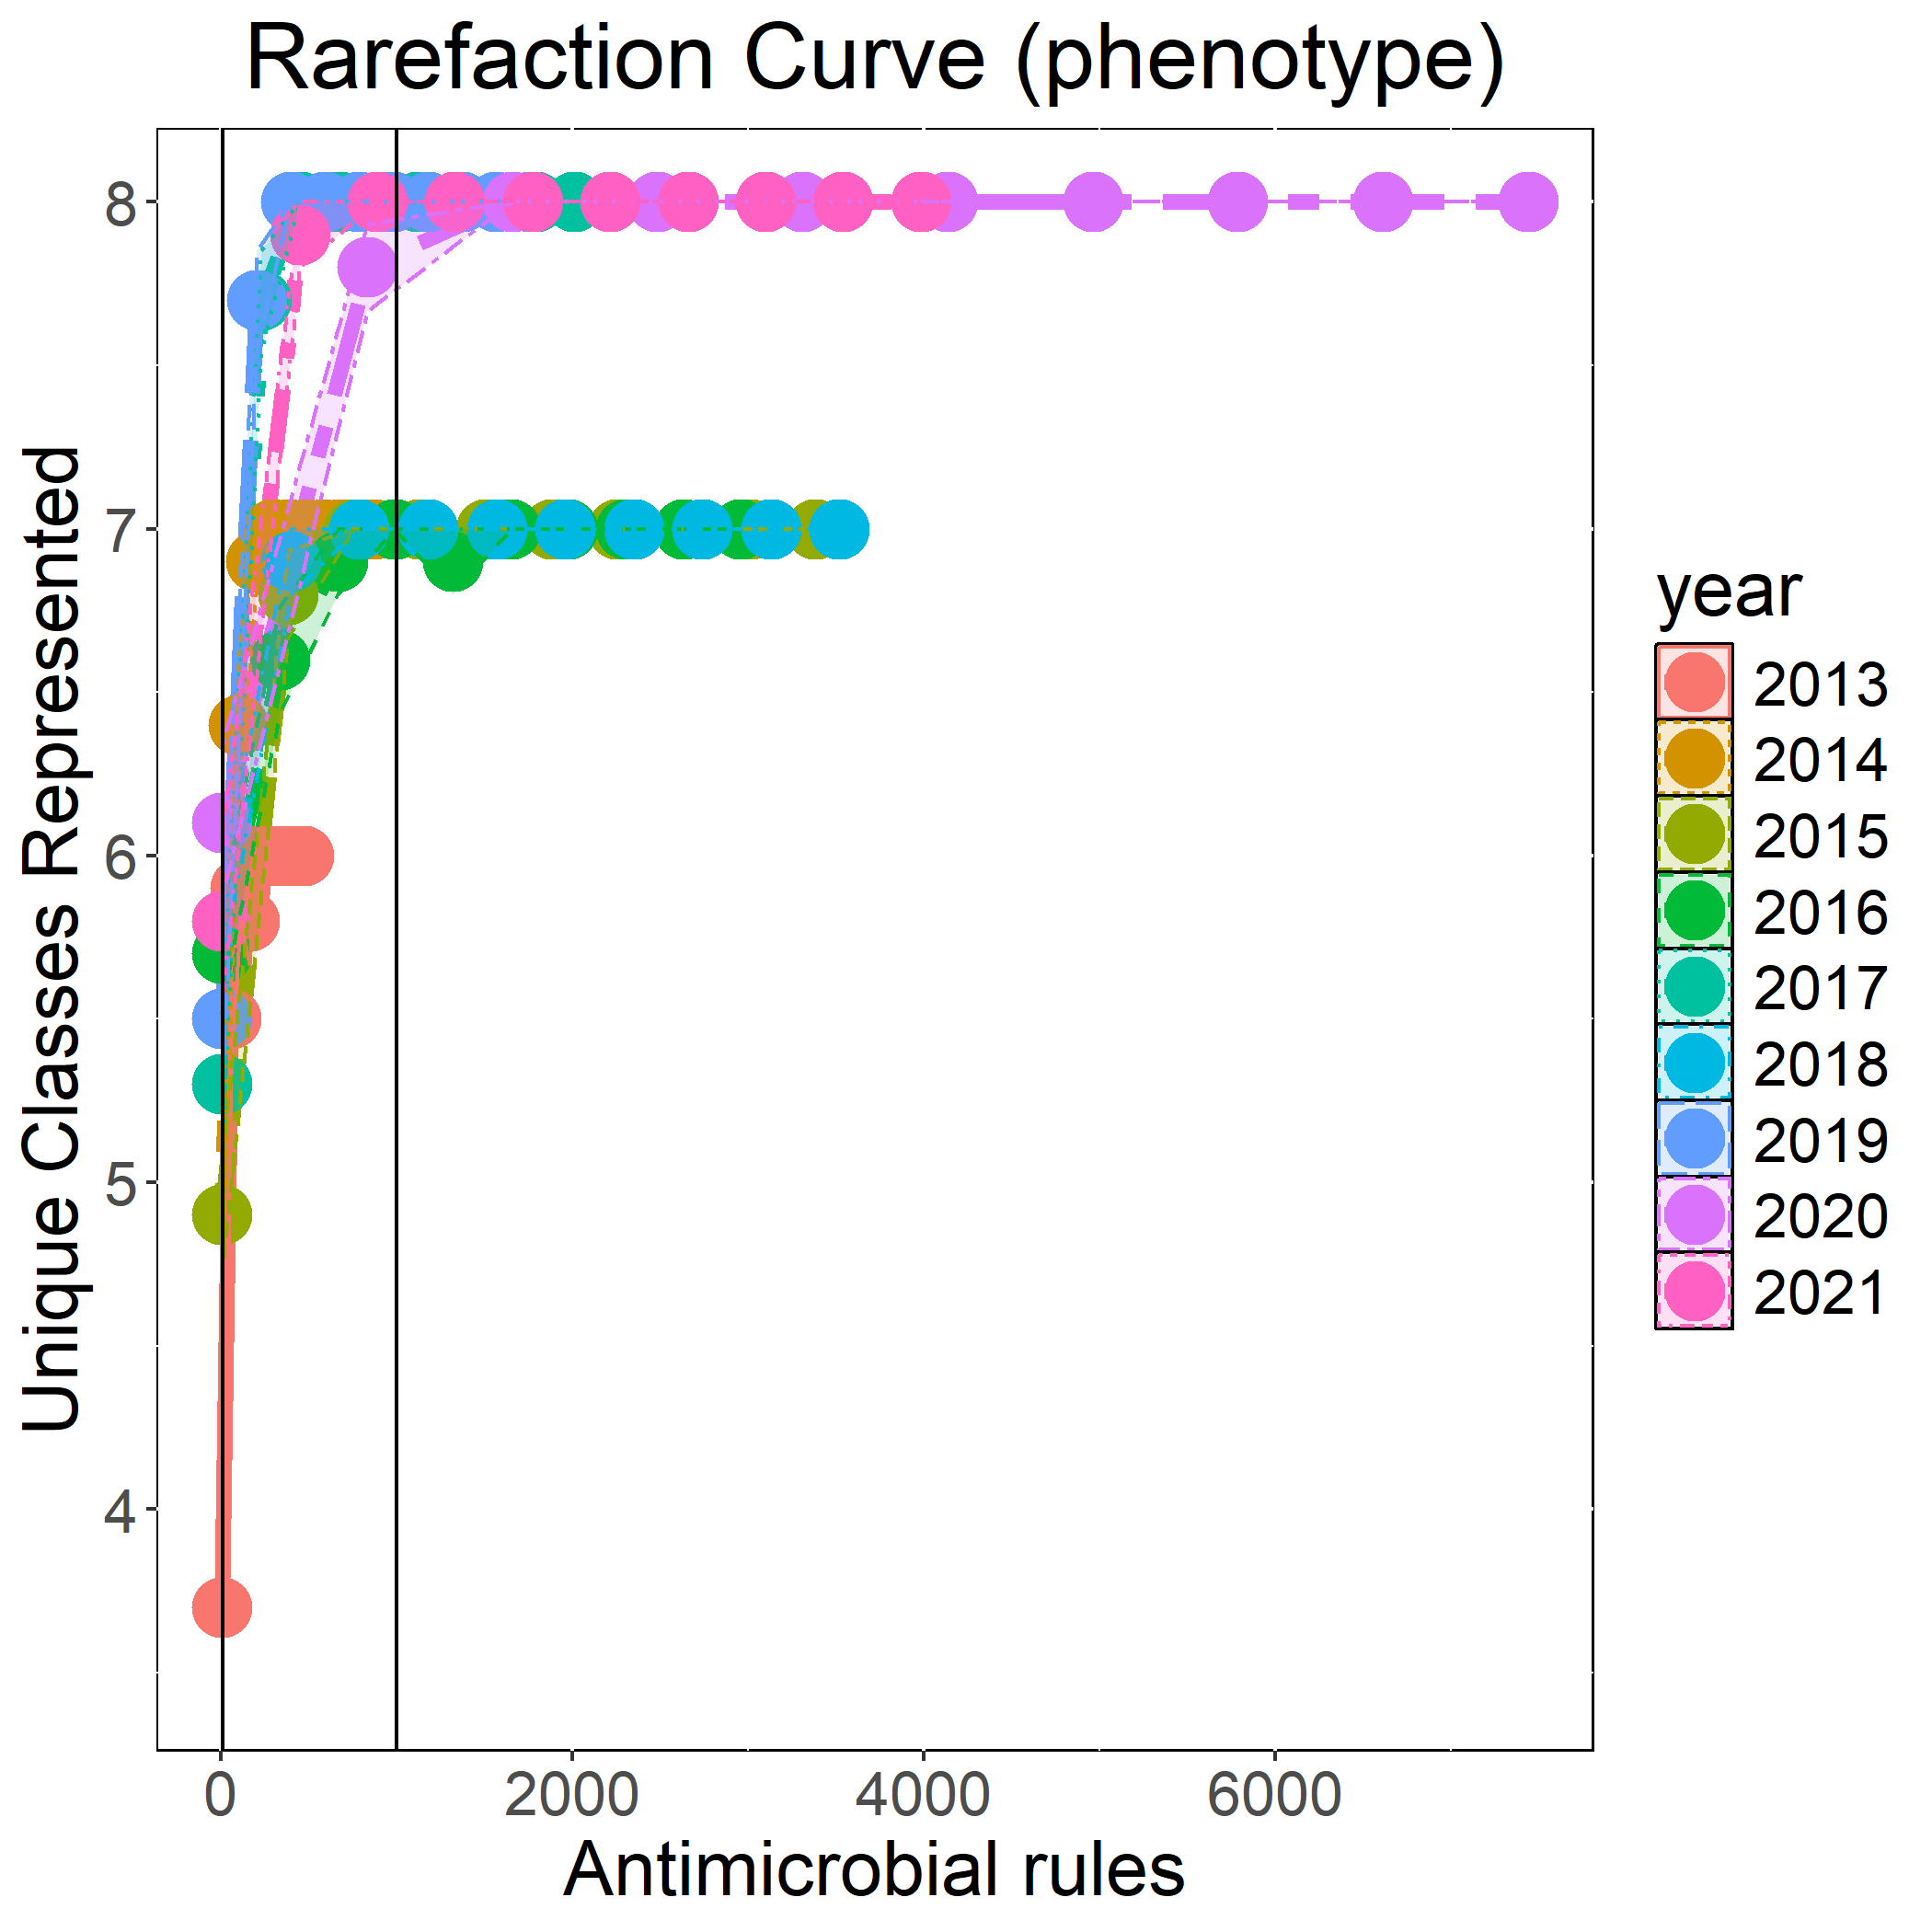 Rarefaction Curve (phenotype)
Unique Classes Represented
8
7
6
5
4
0 2000 4000 6000
Antimicrobial rules
year
2013
2014
2015
2016
2017
2018
2019
2020
2021